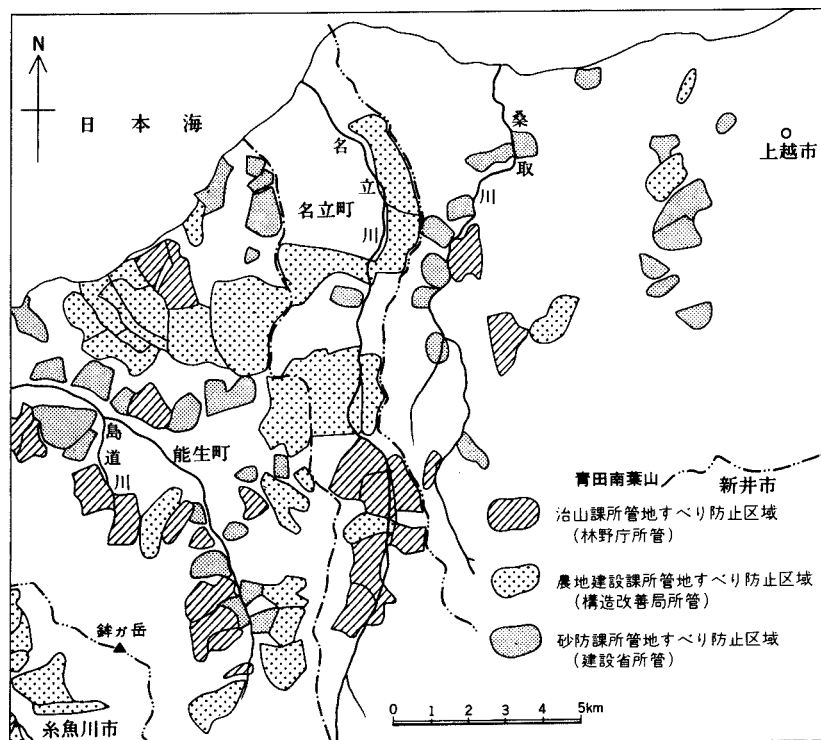 N
日本海
名立川
名立町
桑取川
上越市
島道川
能生町
青田南葉山
新井市
鉾ガ岳
糸魚川市
治山課所管地すべり防止区域
(林野庁所管)
農地建設課所管地すべり防止区域
(構造改善局所管)
砂防課所管地すべり防止区域
(建設省所管)
0 1 2 3 4 5km